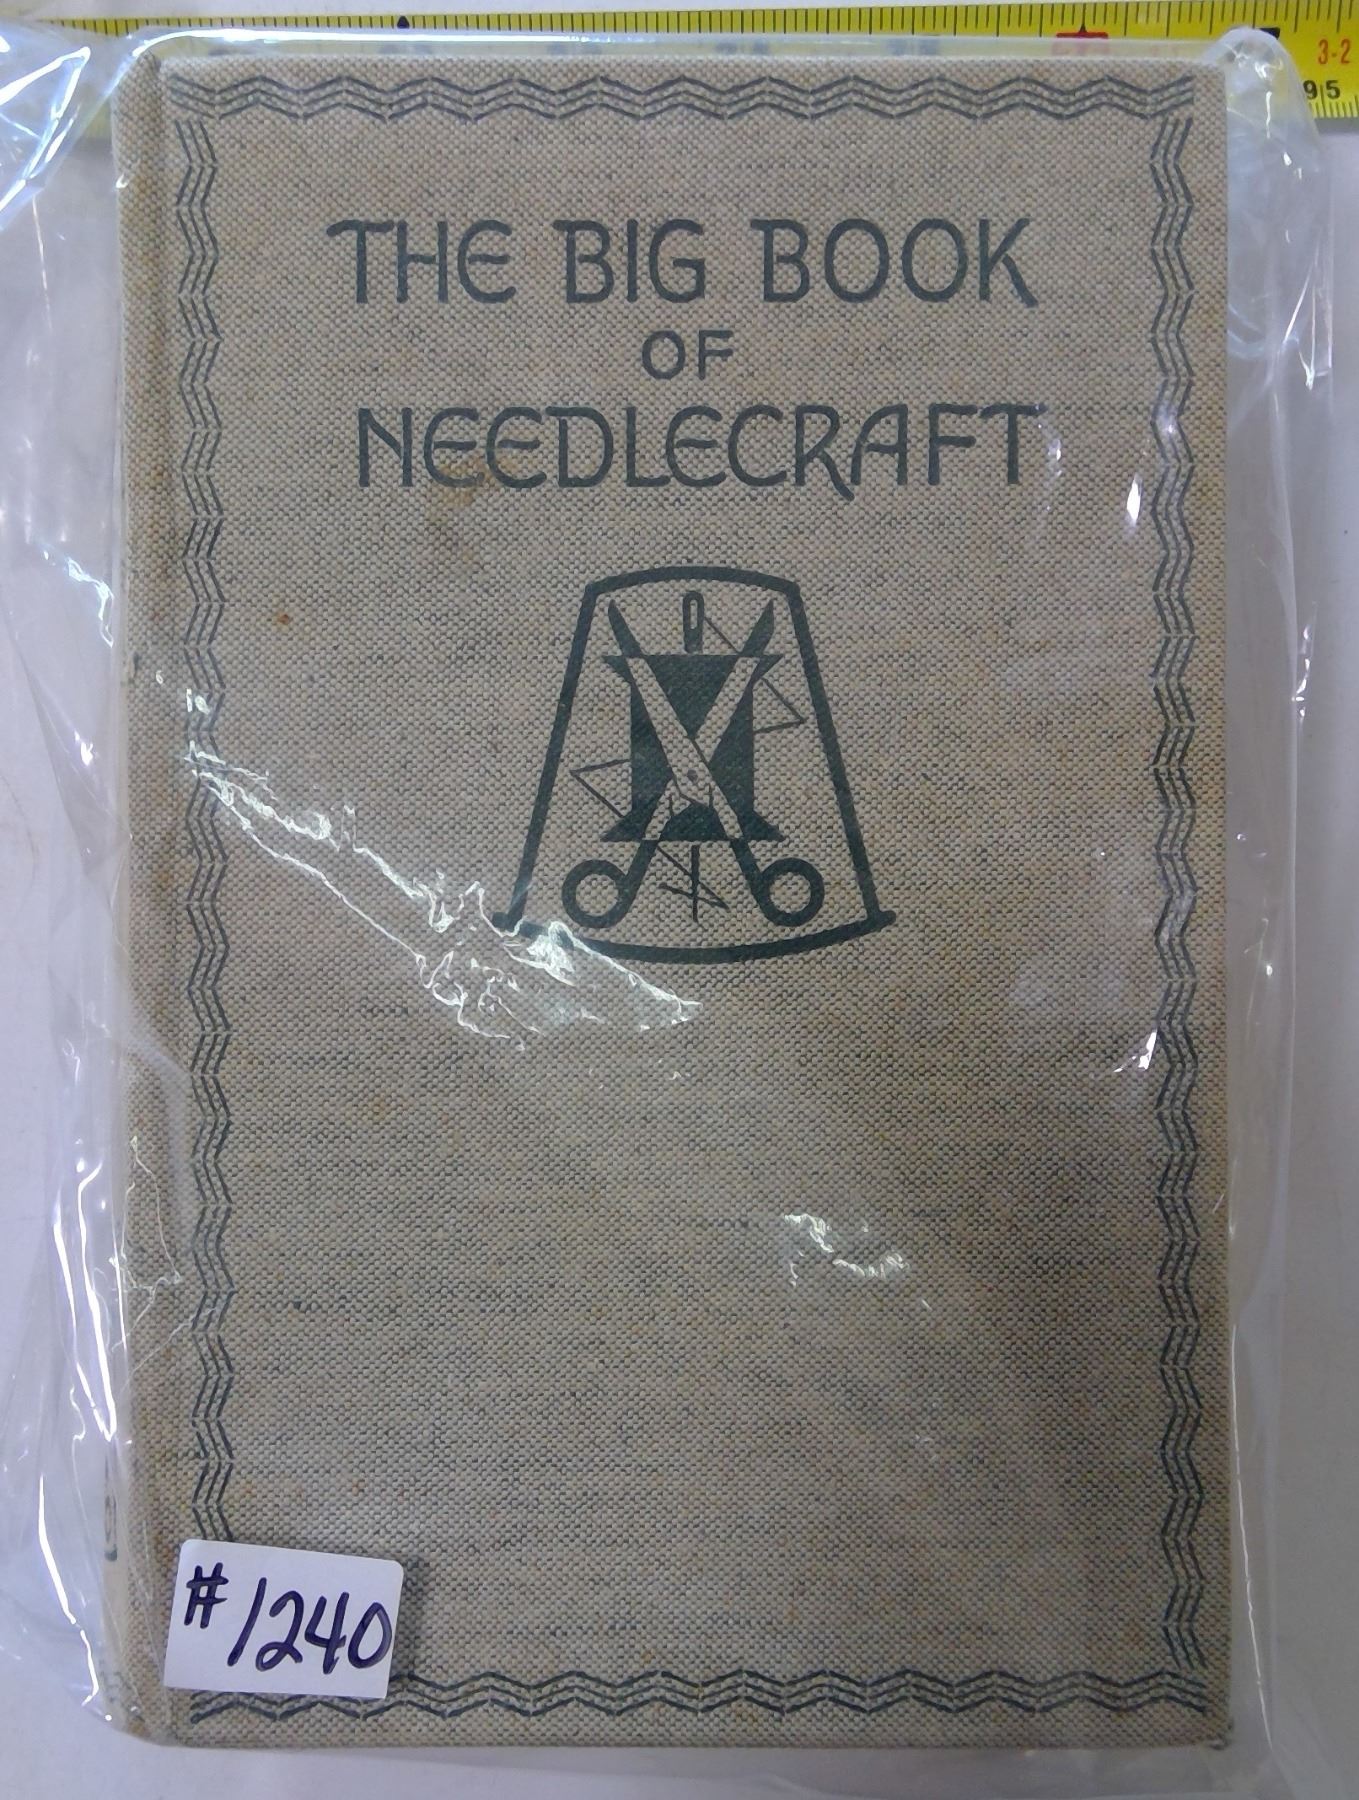 3-2
95
THE BIG BOOK
OF
NEEDLECRAFT
#1240